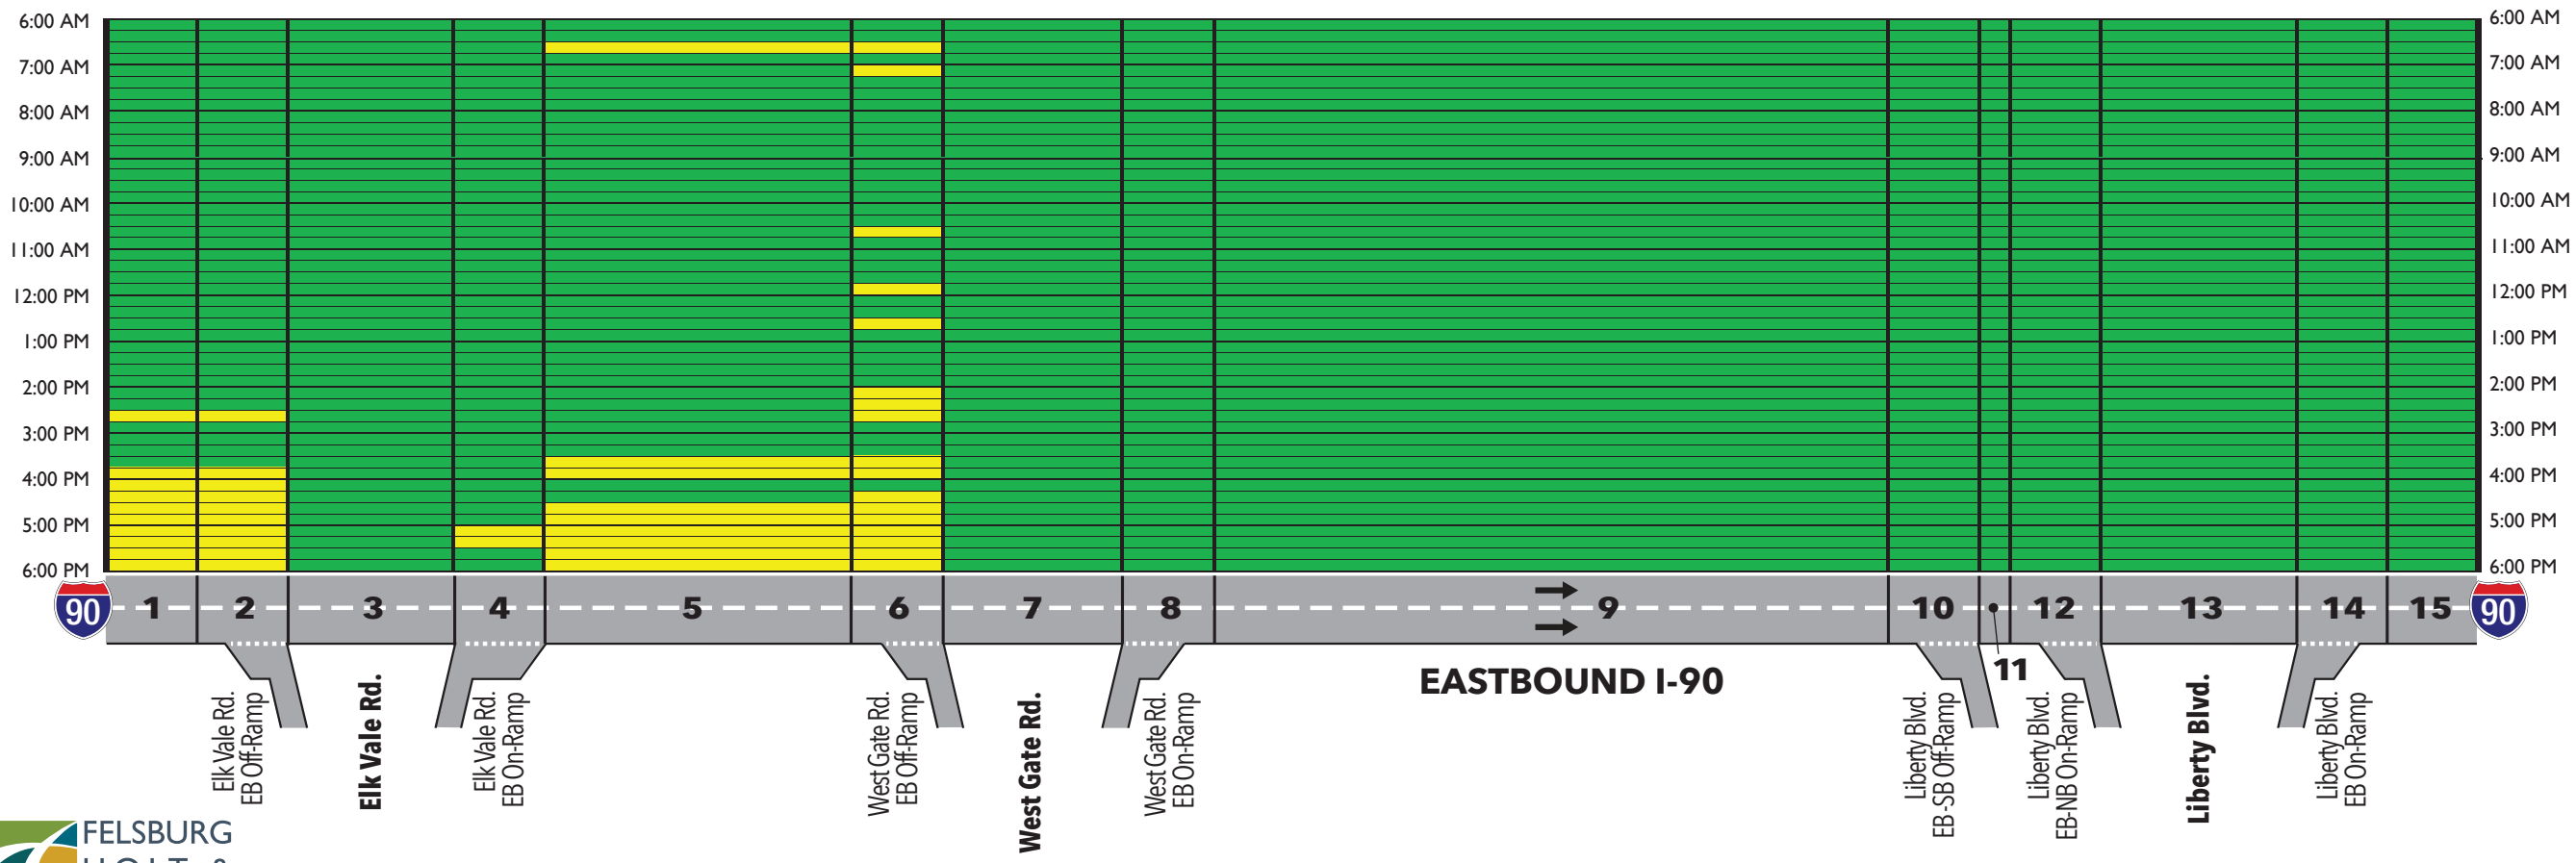 6:00 AM
7:00 AM
8:00 AM
9:00 AM
10:00 AM
11:00 AM
12:00 PM
1:00 PM
2:00 PM
3:00 PM
4:00 PM
5:00 PM
6:00 PM
6:00 AM
7:00 AM
8:00 AM
9:00 AM
10:00 AM
11:00 AM
12:00 PM
1:00 PM
2:00 PM
3:00 PM
4:00 PM
5:00 PM
6:00 PM
90 1 2 3 4 5 6 7 8 9 10 12 13 14 15 90
11
EASTBOUND I-90
Elk Vale Rd.
EB Off-Ramp
Elk Vale Rd.
Elk Vale Rd.
EB On-Ramp
West Gate Rd.
EB Off-Ramp
West Gate Rd.
West Gate Rd.
EB On-Ramp
Liberty Blvd.
EB-SB Off-Ramp
Liberty Blvd.
EB-NB On-Ramp
Liberty Blvd.
Liberty Blvd.
EB On-Ramp
FELSBURG